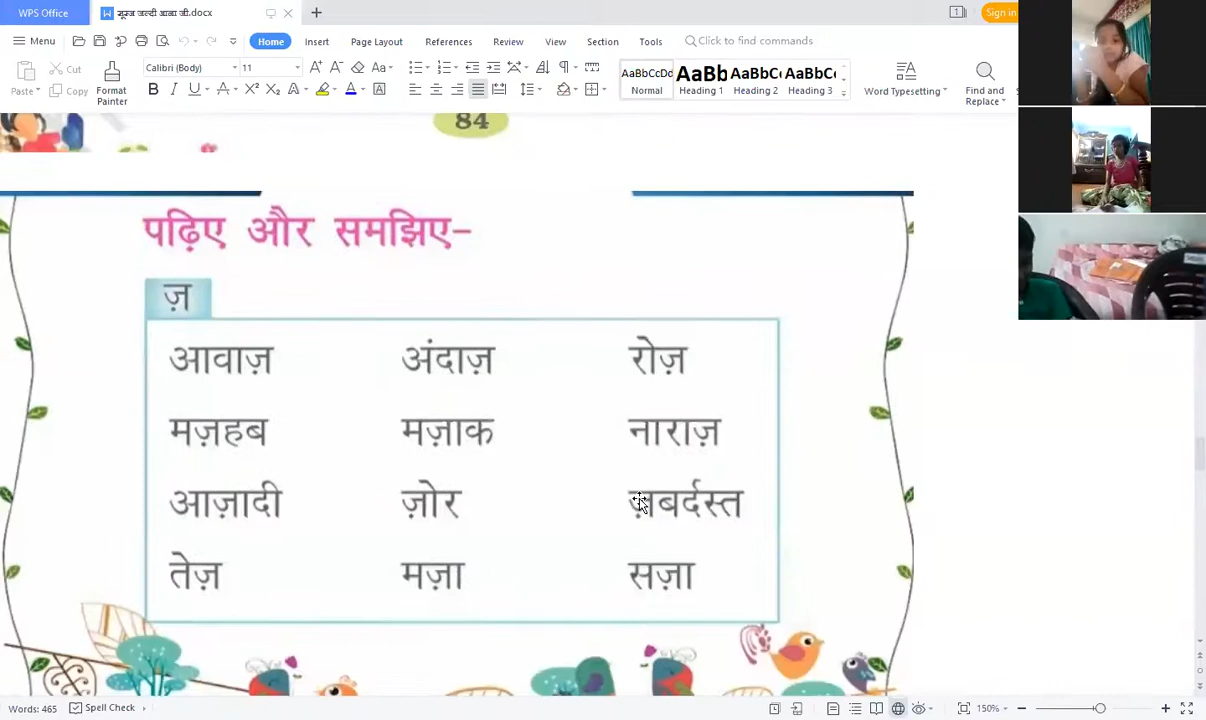 WPS Office
सूरज जल्दी आना जी.docx
1
Sign in
Menu
Home
Insert
Page Layout
References
Review
View
Section
Tools
Click to find commands
Paste
Cut
Copy
Format Painter
Calibri (Body)
11
AaBbCcDd
Normal
AaBb
Heading 1
AaBbC
Heading 2
AaBbC
Heading 3
Word Typesetting
Find and Replace
84
पढ़िए और समझिए–
ज़
आवाज़ अंदाज़ रोज़
मज़हब मज़ाक नाराज़
आज़ादी ज़ोर ज़बर्दस्त
तेज़ मज़ा सज़ा
Words: 465
Spell Check
150%